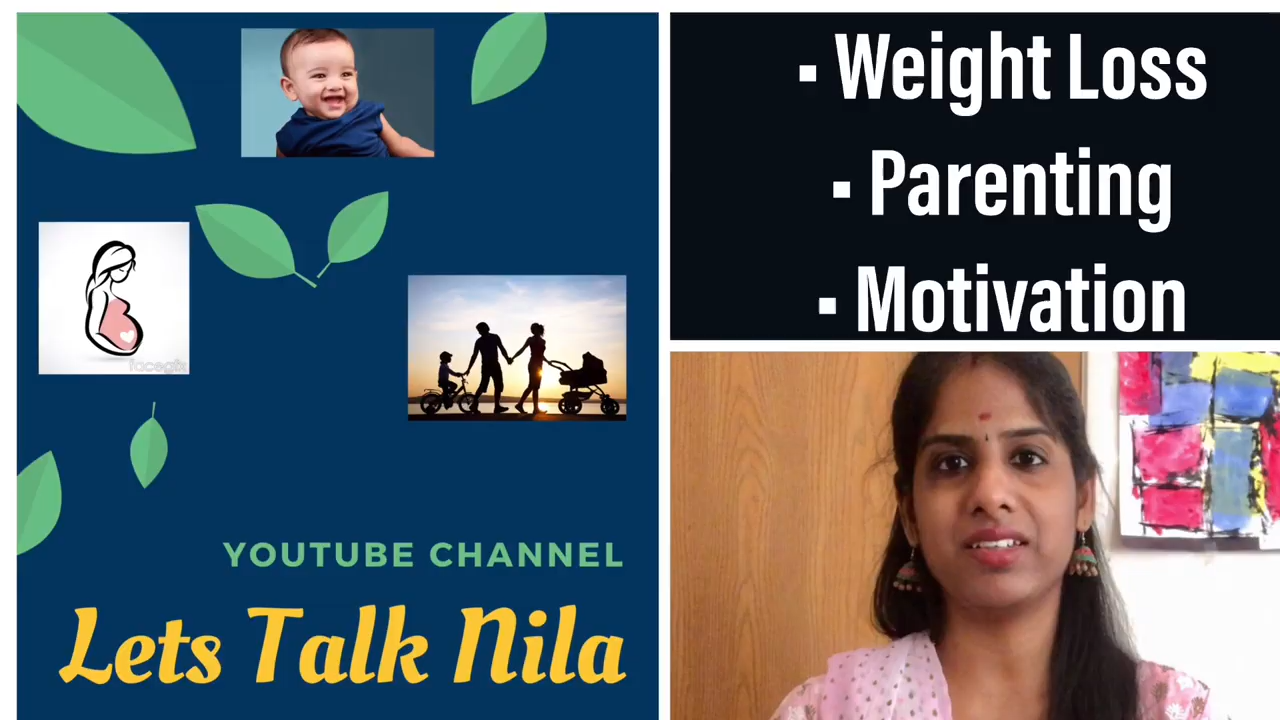 YOUTUBE CHANNEL
Lets Talk Nila
▪ Weight Loss
▪ Parenting
▪ Motivation